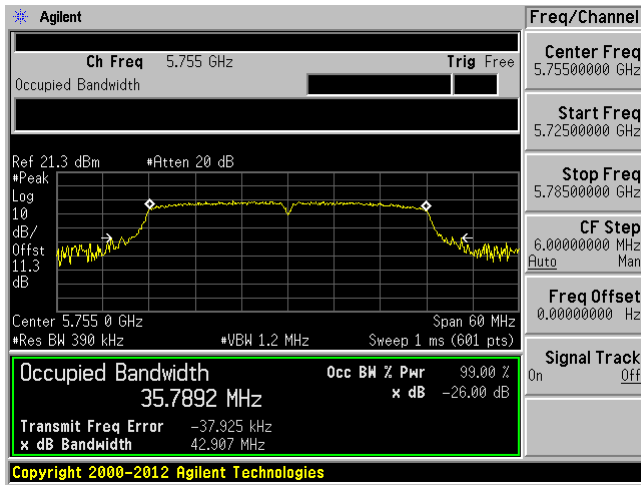 Agilent
Freq/Channel
Ch Freq 5.755 GHz Trig Free
Occupied Bandwidth
Center Freq
5.75500000 GHz
Start Freq
5.72500000 GHz
Stop Freq
5.78500000 GHz
CF Step
6.00000000 MHz
Auto Man
Freq Offset
0.00000000 Hz
Signal Track
On Off
Ref 21.3 dBm #Atten 20 dB
#Peak
Log
10
dB/
Offst
11.3
dB
Center 5.755 0 GHz Span 60 MHz
#Res BW 390 kHz #VBW 1.2 MHz Sweep 1 ms (601 pts)
Occupied Bandwidth Occ BW % Pwr 99.00 %
35.7892 MHz x dB -26.00 dB
Transmit Freq Error -37.925 kHz
x dB Bandwidth 42.907 MHz
Copyright 2000-2012 Agilent Technologies